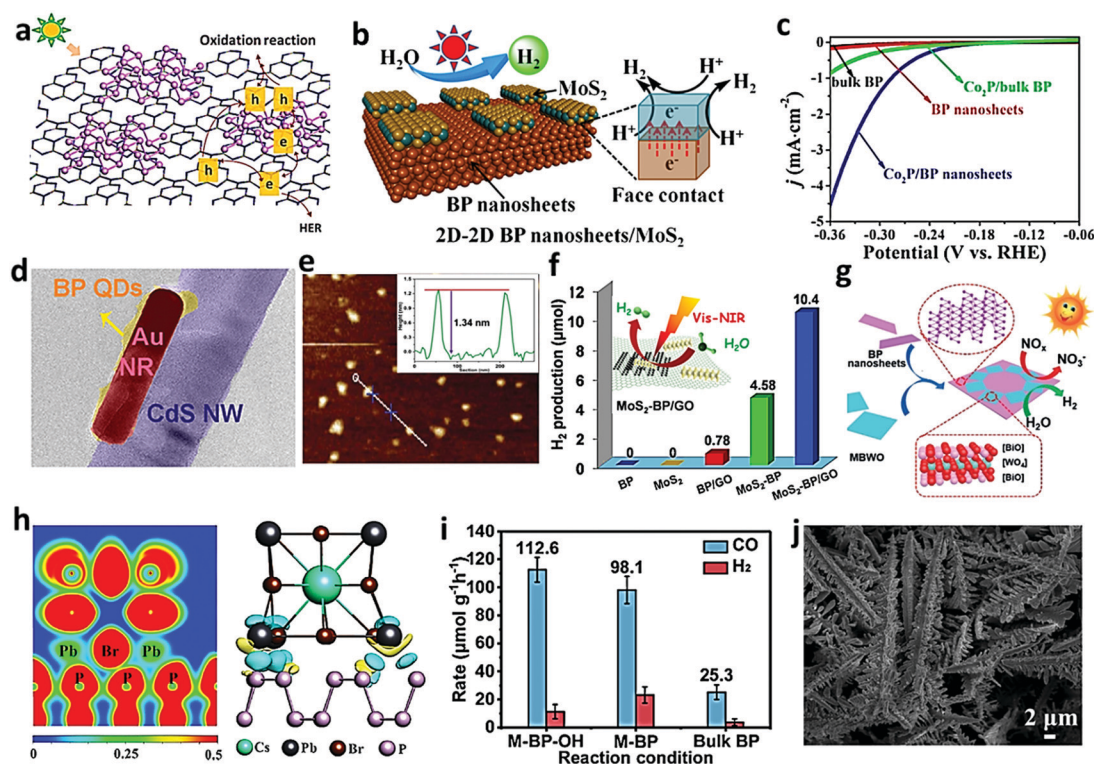 a
Oxidation reaction
h
h
e
h
e
HER
b
H₂O
H₂
MoS₂
BP nanosheets
2D-2D BP nanosheets/MoS₂
H₂
H⁺
H₂
H⁺
e⁻
H⁺
e⁻
Face contact
c
j (mA·cm⁻²)
0
-1
-2
-3
-4
-5
bulk BP
Co₂P/bulk BP
BP nanosheets
Co₂P/BP nanosheets
-0.36 -0.30 -0.24 -0.18 -0.12 -0.06
Potential (V vs. RHE)
d
BP QDs
Au
NR
CdS NW
e
1.34 nm
0 100 200
f
H₂ production (μmol)
12
10
8
6
4
2
0
H₂
Vis-NIR
H₂O
MoS₂-BP/GO
0
0
0.78
4.58
10.4
BP
MoS₂
BP/GO
MoS₂-BP
MoS₂-BP/GO
g
BP
nanosheets
MBWO
NOₓ
NO₃⁻
H₂
H₂O
[BiO]
[WO₄]
[BiO]
h
Pb Br Pb
P P P
0 0.25 0.5
Cs Pb Br P
i
Rate (μmol g⁻¹h⁻¹)
140
120
100
80
60
40
20
0
CO
H₂
112.6
98.1
25.3
M-BP-OH M-BP Bulk BP
Reaction condition
j
2 μm